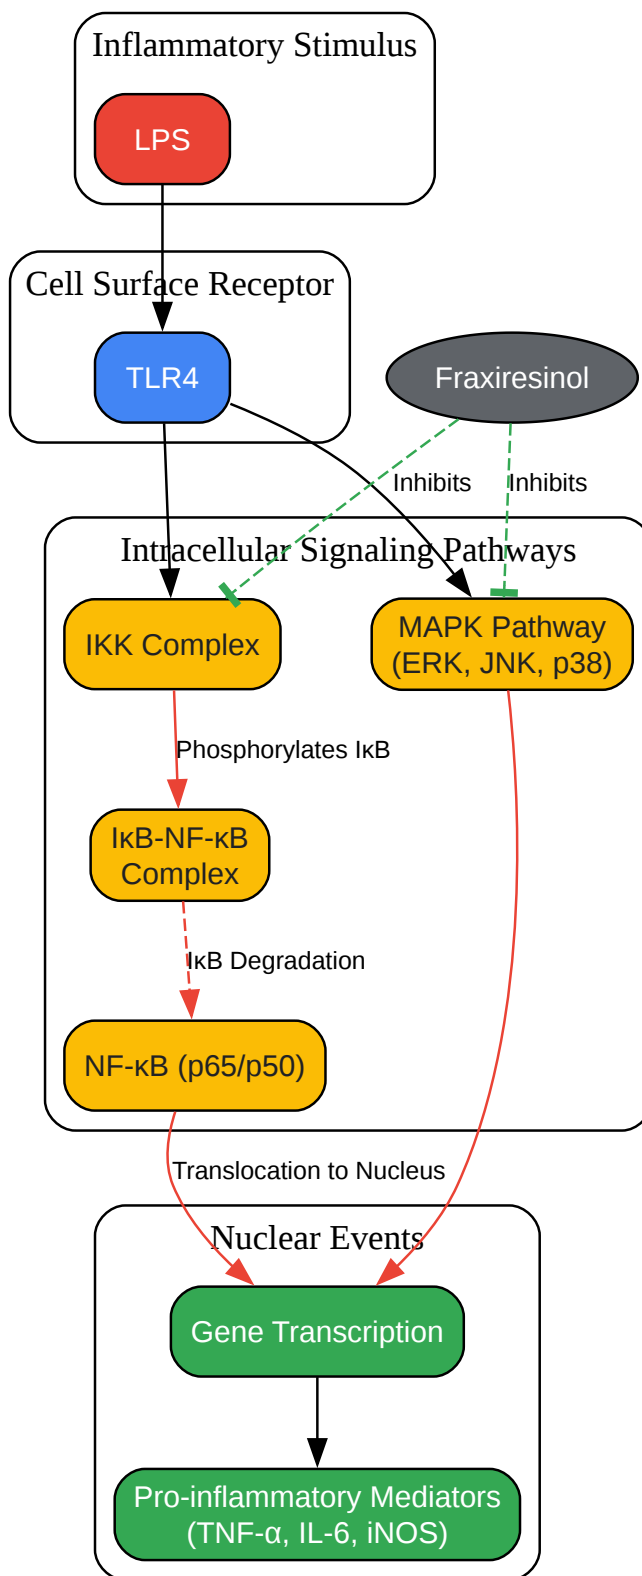 Inflammatory Stimulus
LPS
Cell Surface Receptor
TLR4
Fraxiresinol
Inhibits
Inhibits
Intracellular Signaling Pathways
IKK Complex
MAPK Pathway
(ERK, JNK, p38)
Phosphorylates IκB
IκB-NF-κB
Complex
IκB Degradation
NF-κB (p65/p50)
Translocation to Nucleus
Nuclear Events
Gene Transcription
Pro-inflammatory Mediators
(TNF-α, IL-6, iNOS)